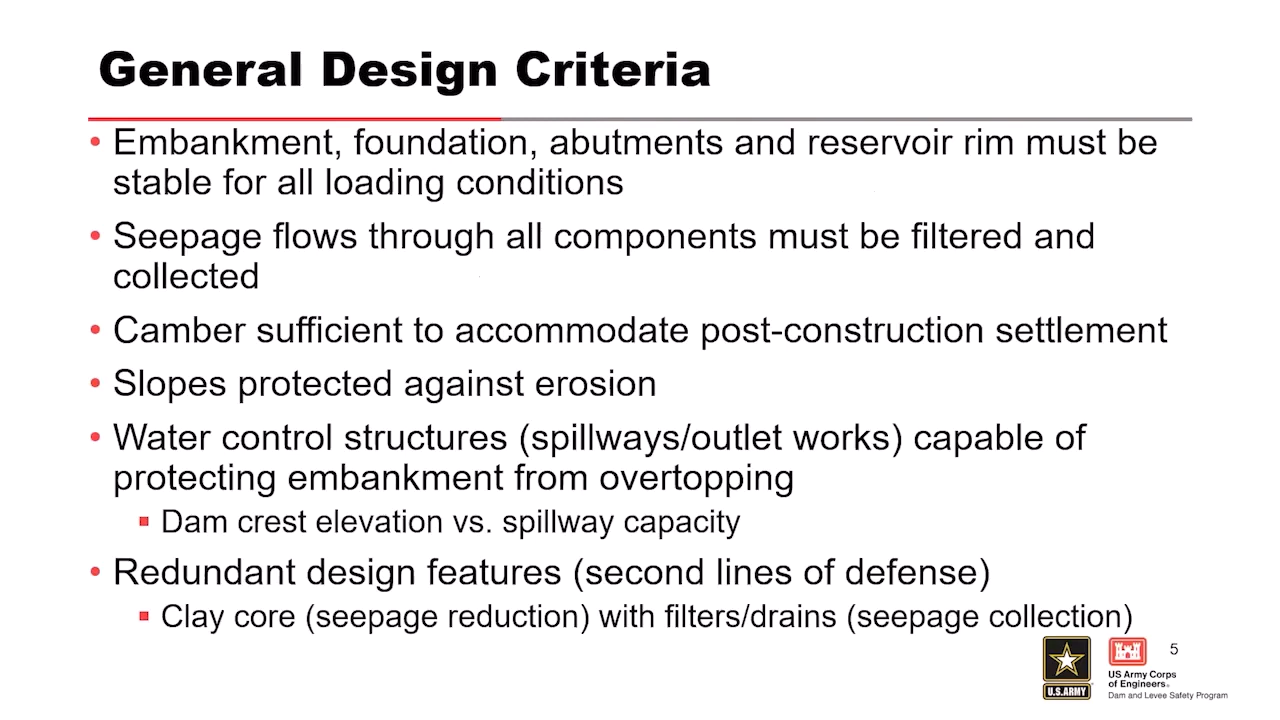 General Design Criteria
• Embankment, foundation, abutments and reservoir rim must be
stable for all loading conditions
• Seepage flows through all components must be filtered and
collected
• Camber sufficient to accommodate post-construction settlement
• Slopes protected against erosion
• Water control structures (spillways/outlet works) capable of
protecting embankment from overtopping
▪ Dam crest elevation vs. spillway capacity
• Redundant design features (second lines of defense)
▪ Clay core (seepage reduction) with filters/drains (seepage collection)
5
U.S.ARMY
US Army Corps
of Engineers®
Dam and Levee Safety Program